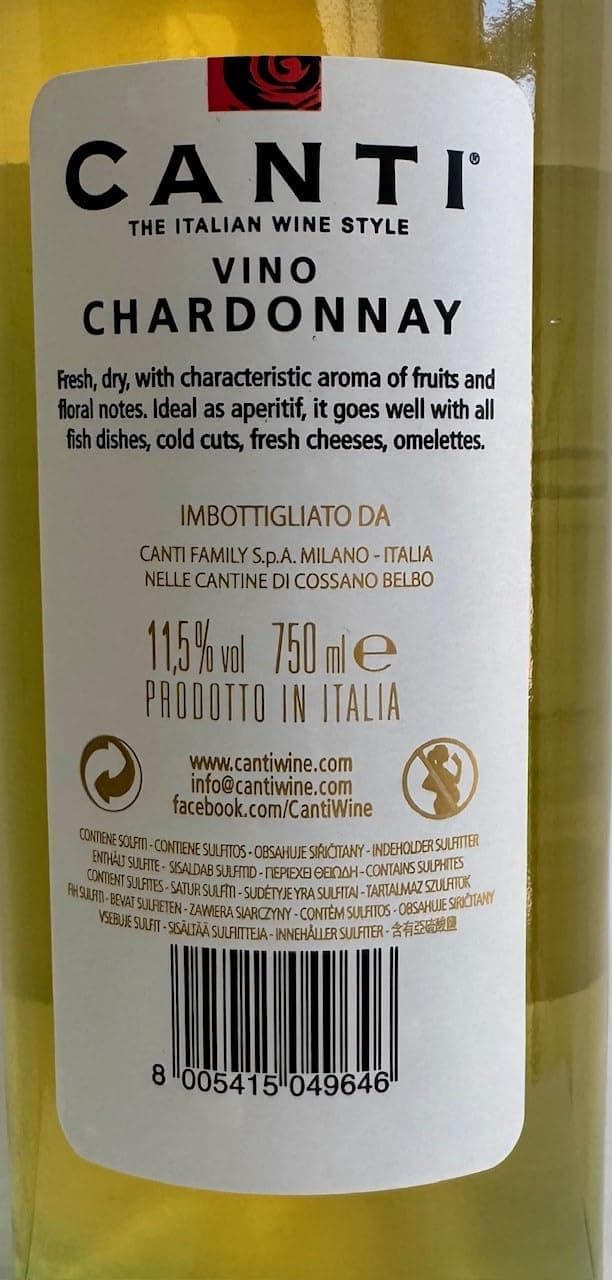 CANTI®
THE ITALIAN WINE STYLE
VINO
CHARDONNAY
Fresh, dry, with characteristic aroma of fruits and
floral notes. Ideal as aperitif, it goes well with all
fish dishes, cold cuts, fresh cheeses, omelettes.
IMBOTTIGLIATO DA
CANTI FAMILY S.p.A. MILANO - ITALIA
NELLE CANTINE DI COSSANO BELBO
11,5% vol 750 ml e
PRODOTTO IN ITALIA
www.cantiwine.com
info@cantiwine.com
facebook.com/CantiWine
CONTIENE SOLFITI - CONTIENE SULFITOS - OBSAHUJE SIŘIČITANY - INDEHOLDER SULFITTER
ENTHÄLT SULFITE - SISALDAB SULFITID - ΠΕΡΙΕΧΕΙ ΘΕΙΩΔΗ - CONTAINS SULPHITES
CONTIENT SULFITES - SATUR SULFĪTI - SUDĖTYJE YRA SULFITAI - TARTALMAZ SZULFITOK
FIH SULFITI - BEVAT SULFIETEN - ZAWIERA SIARCZYNY - CONTÉM SULFITOS - OBSAHUJE SIRIČITANY
VSEBUJE SULFIT - SISÄLTÄÄ SULFIITTEJA - INNEHÅLLER SULFITER - 含有亞硫酸鹽
8 005415 049646